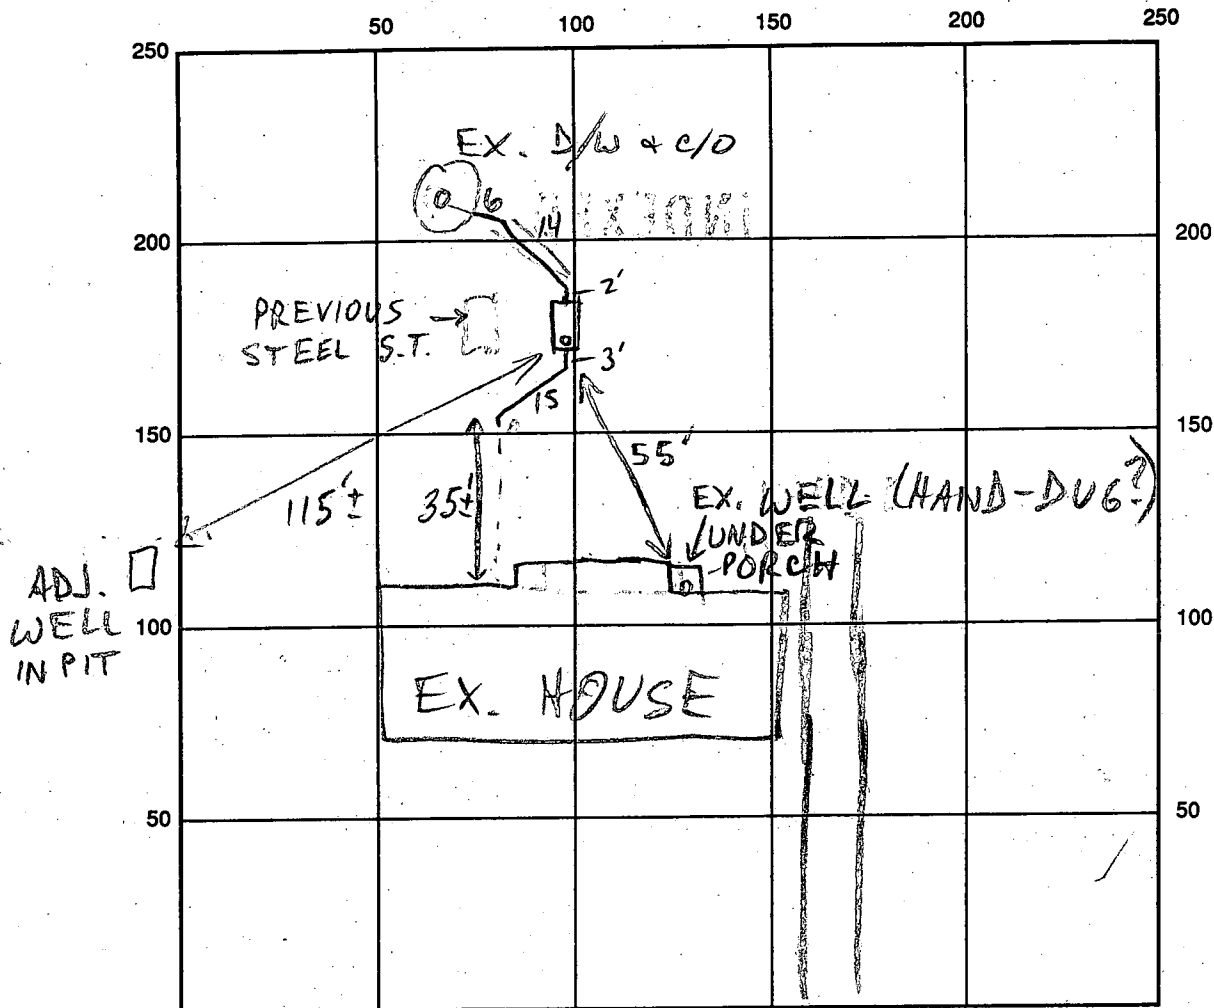 50 100 150 200 250
250
EX. D/W & C/O
6
14
200 200
2'
PREVIOUS
STEEL S.T.
3'
15
150 150
55'
115'±
35'±
EX. WELL (HAND-DUG?)
UNDER
PORCH
ADJ.
WELL
IN PIT
100 100
EX. HOUSE
50 50